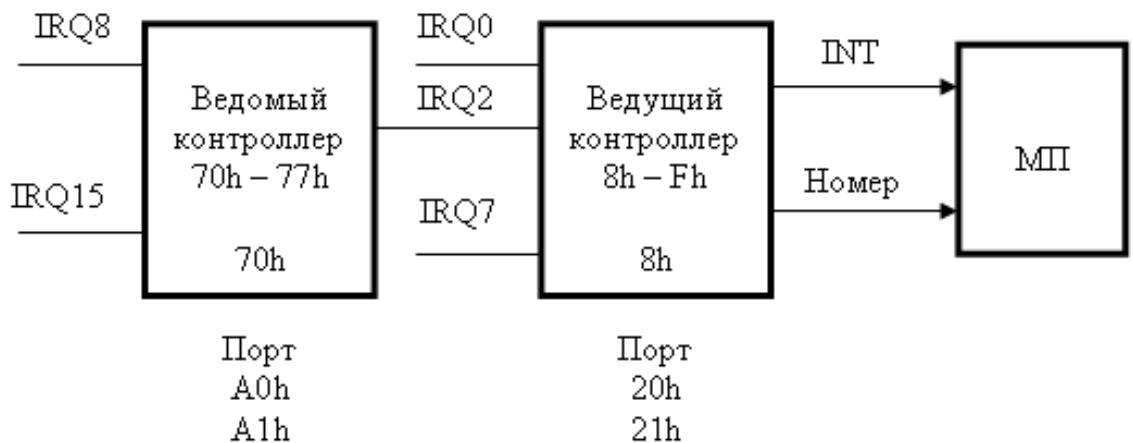 IRQ8
IRQ15
Ведомый
контроллер
70h – 77h
70h
Порт
A0h
A1h
IRQ0
IRQ2
IRQ7
Ведущий
контроллер
8h – Fh
8h
Порт
20h
21h
INT
Номер
МП